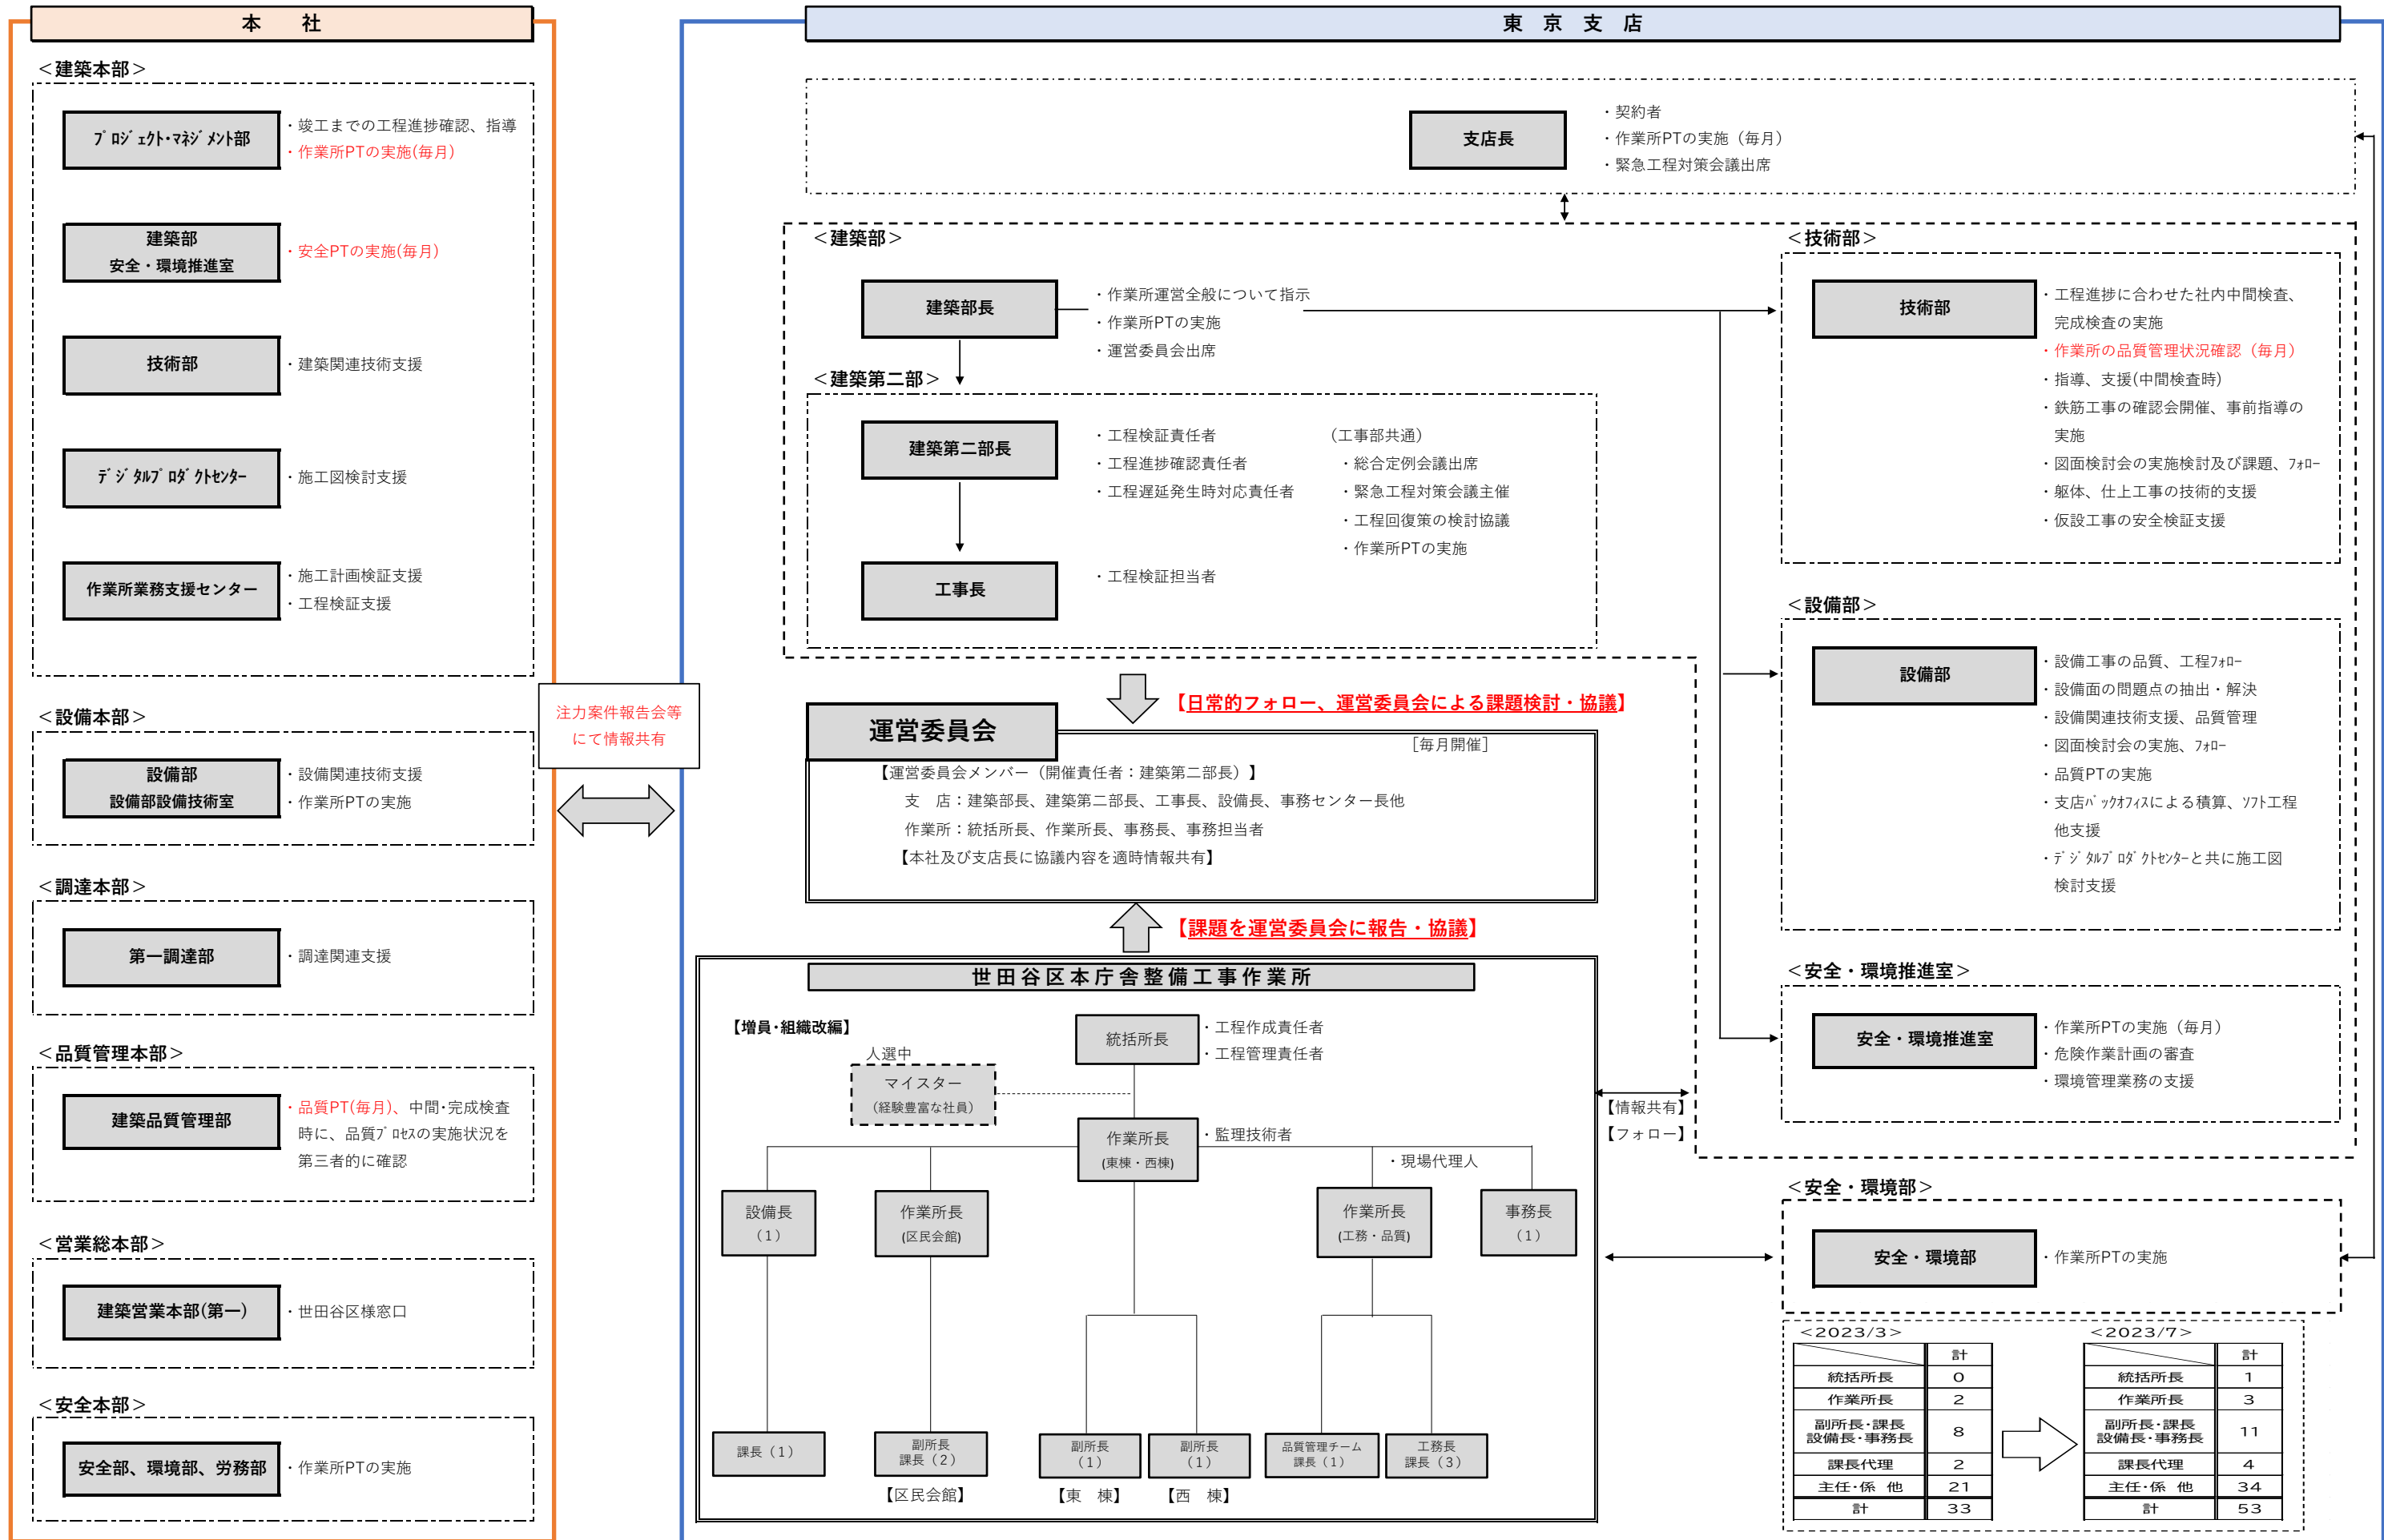 本　社
＜建築本部＞
ﾌﾟﾛｼﾞｪｸﾄ・ﾏﾈｼﾞﾒﾝﾄ部
・竣工までの工程進捗確認、指導
・作業所PTの実施(毎月)
建築部
安全・環境推進室
・安全PTの実施(毎月)
技術部
・建築関連技術支援
ﾃﾞｼﾞﾀﾙﾌﾟﾛﾀﾞｸﾄｾﾝﾀｰ
・施工図検討支援
作業所業務支援センター
・施工計画検証支援
・工程検証支援
＜設備本部＞
設備部
設備部設備技術室
・設備関連技術支援
・作業所PTの実施
＜調達本部＞
第一調達部
・調達関連支援
＜品質管理本部＞
建築品質管理部
・品質PT(毎月)、中間・完成検査
時に、品質ﾌﾟﾛｾｽの実施状況を
第三者的に確認
＜営業総本部＞
建築営業本部(第一)
・世田谷区様窓口
＜安全本部＞
安全部、環境部、労務部
・作業所PTの実施
注力案件報告会等
にて情報共有
東　京　支　店
支店長
・契約者
・作業所PTの実施（毎月）
・緊急工程対策会議出席
＜建築部＞
建築部長
・作業所運営全般について指示
・作業所PTの実施
・運営委員会出席
＜建築第二部＞
建築第二部長
・工程検証責任者
・工程進捗確認責任者
・工程遅延発生時対応責任者
（工事部共通）
・総合定例会議出席
・緊急工程対策会議主催
・工程回復策の検討協議
・作業所PTの実施
工事長
・工程検証担当者
＜技術部＞
技術部
・工程進捗に合わせた社内中間検査、
完成検査の実施
・作業所の品質管理状況確認（毎月）
・指導、支援(中間検査時)
・鉄筋工事の確認会開催、事前指導の
実施
・図面検討会の実施検討及び課題、ﾌｫﾛｰ
・躯体、仕上工事の技術的支援
・仮設工事の安全検証支援
＜設備部＞
設備部
・設備工事の品質、工程ﾌｫﾛｰ
・設備面の問題点の抽出・解決
・設備関連技術支援、品質管理
・図面検討会の実施、ﾌｫﾛｰ
・品質PTの実施
・支店ﾊﾞｯｸｵﾌｨｽによる積算、ｿﾌﾄ工程
他支援
・ﾃﾞｼﾞﾀﾙﾌﾟﾛﾀﾞｸﾄｾﾝﾀｰと共に施工図
検討支援
＜安全・環境推進室＞
安全・環境推進室
・作業所PTの実施（毎月）
・危険作業計画の審査
・環境管理業務の支援
＜安全・環境部＞
安全・環境部
・作業所PTの実施
【日常的フォロー、運営委員会による課題検討・協議】
運営委員会
［毎月開催］
【運営委員会メンバー（開催責任者：建築第二部長）】
支　店：建築部長、建築第二部長、工事長、設備長、事務センター長他
作業所：統括所長、作業所長、事務長、事務担当者
【本社及び支店長に協議内容を適時情報共有】
【課題を運営委員会に報告・協議】
世田谷区本庁舎整備工事作業所
【増員・組織改編】
統括所長
・工程作成責任者
・工程管理責任者
人選中
マイスター
（経験豊富な社員）
作業所長
(東棟・西棟)
・監理技術者
・現場代理人
設備長
（1）
作業所長
(区民会館)
作業所長
(工務・品質)
事務長
（1）
課長（1）
副所長
課長（2）
副所長
（1）
副所長
（1）
品質管理チーム
課長（1）
工務長
課長（3）
【区民会館】
【東　棟】
【西　棟】
【情報共有】
【フォロー】
＜2023/3＞
計
統括所長 0
作業所長 2
副所長・課長
設備長・事務長 8
課長代理 2
主任・係 他 21
計 33
＜2023/7＞
計
統括所長 1
作業所長 3
副所長・課長
設備長・事務長 11
課長代理 4
主任・係 他 34
計 53